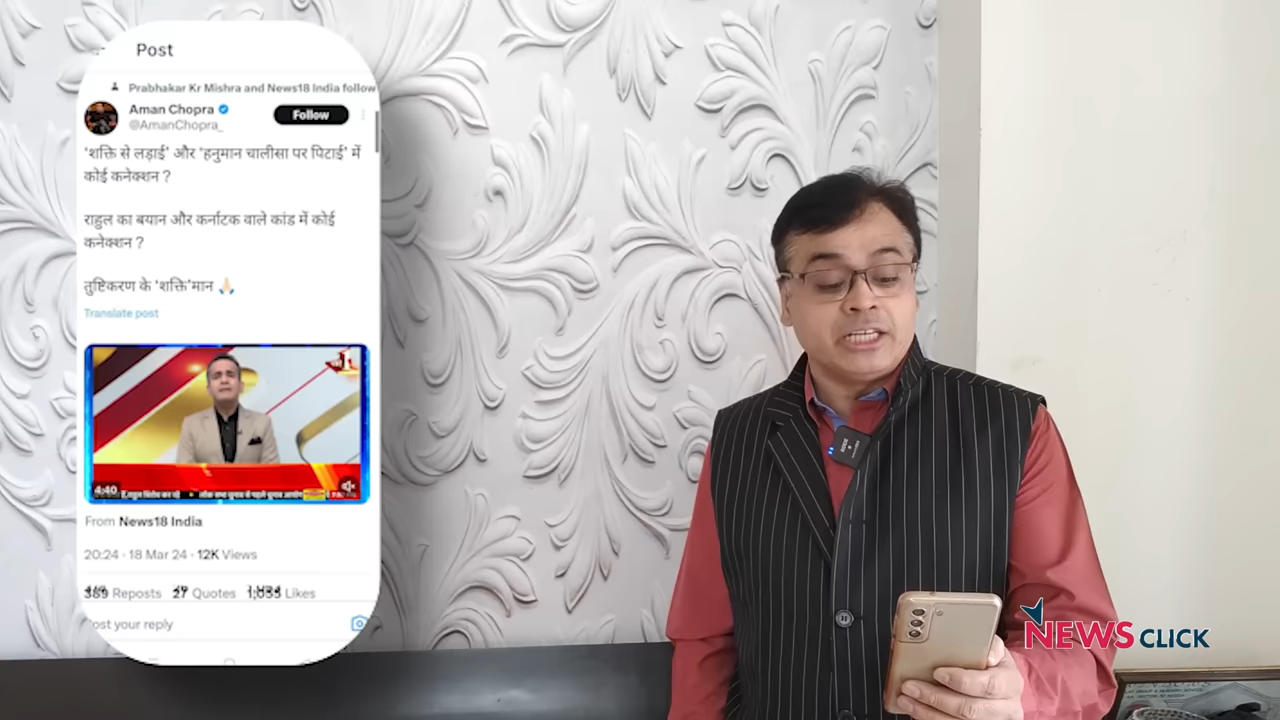 Post
Prabhakar Kr Mishra and News18 India follow
Aman Chopra
@AmanChopra_
Follow
'शक्ति से लड़ाई' और 'हनुमान चालीसा पर पिटाई' में
कोई कनेक्शन ?
राहुल का बयान और कर्नाटक वाले कांड में कोई
कनेक्शन ?
तुष्टिकरण के 'शक्ति'मान
Translate post
4:40
From News18 India
20:24 · 18 Mar 24 · 12K Views
Reposts Quotes Likes
ost your reply
NEWS CLICK